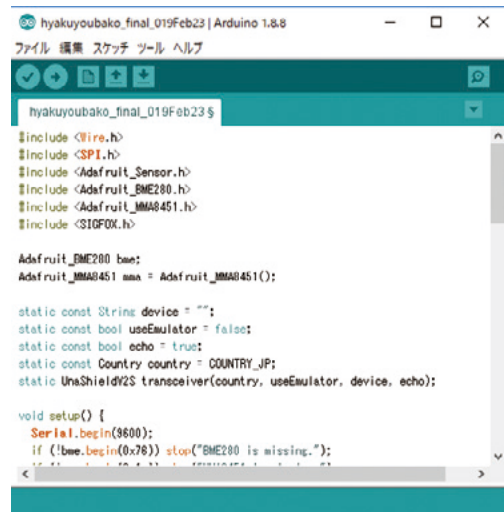 hyakuyoubako_final_019Feb23 | Arduino 1.8.8
ファイル 編集 スケッチ ツール ヘルプ
hyakuyoubako_final_019Feb23 §
#include <Wire.h>
#include <SPI.h>
#include <Adafruit_Sensor.h>
#include <Adafruit_BME280.h>
#include <Adafruit_MMA8451.h>
#include <SIGFOX.h>
Adafruit_BME280 bme;
Adafruit_MMA8451 mma = Adafruit_MMA8451();
static const String device = "";
static const bool useEmulator = false;
static const bool echo = true;
static const Country country = COUNTRY_JP;
static UnaShieldV2S transceiver(country, useEmulator, device, echo);
void setup() {
Serial.begin(9600);
if (!bme.begin(0x76)) stop("BME280 is missing.");